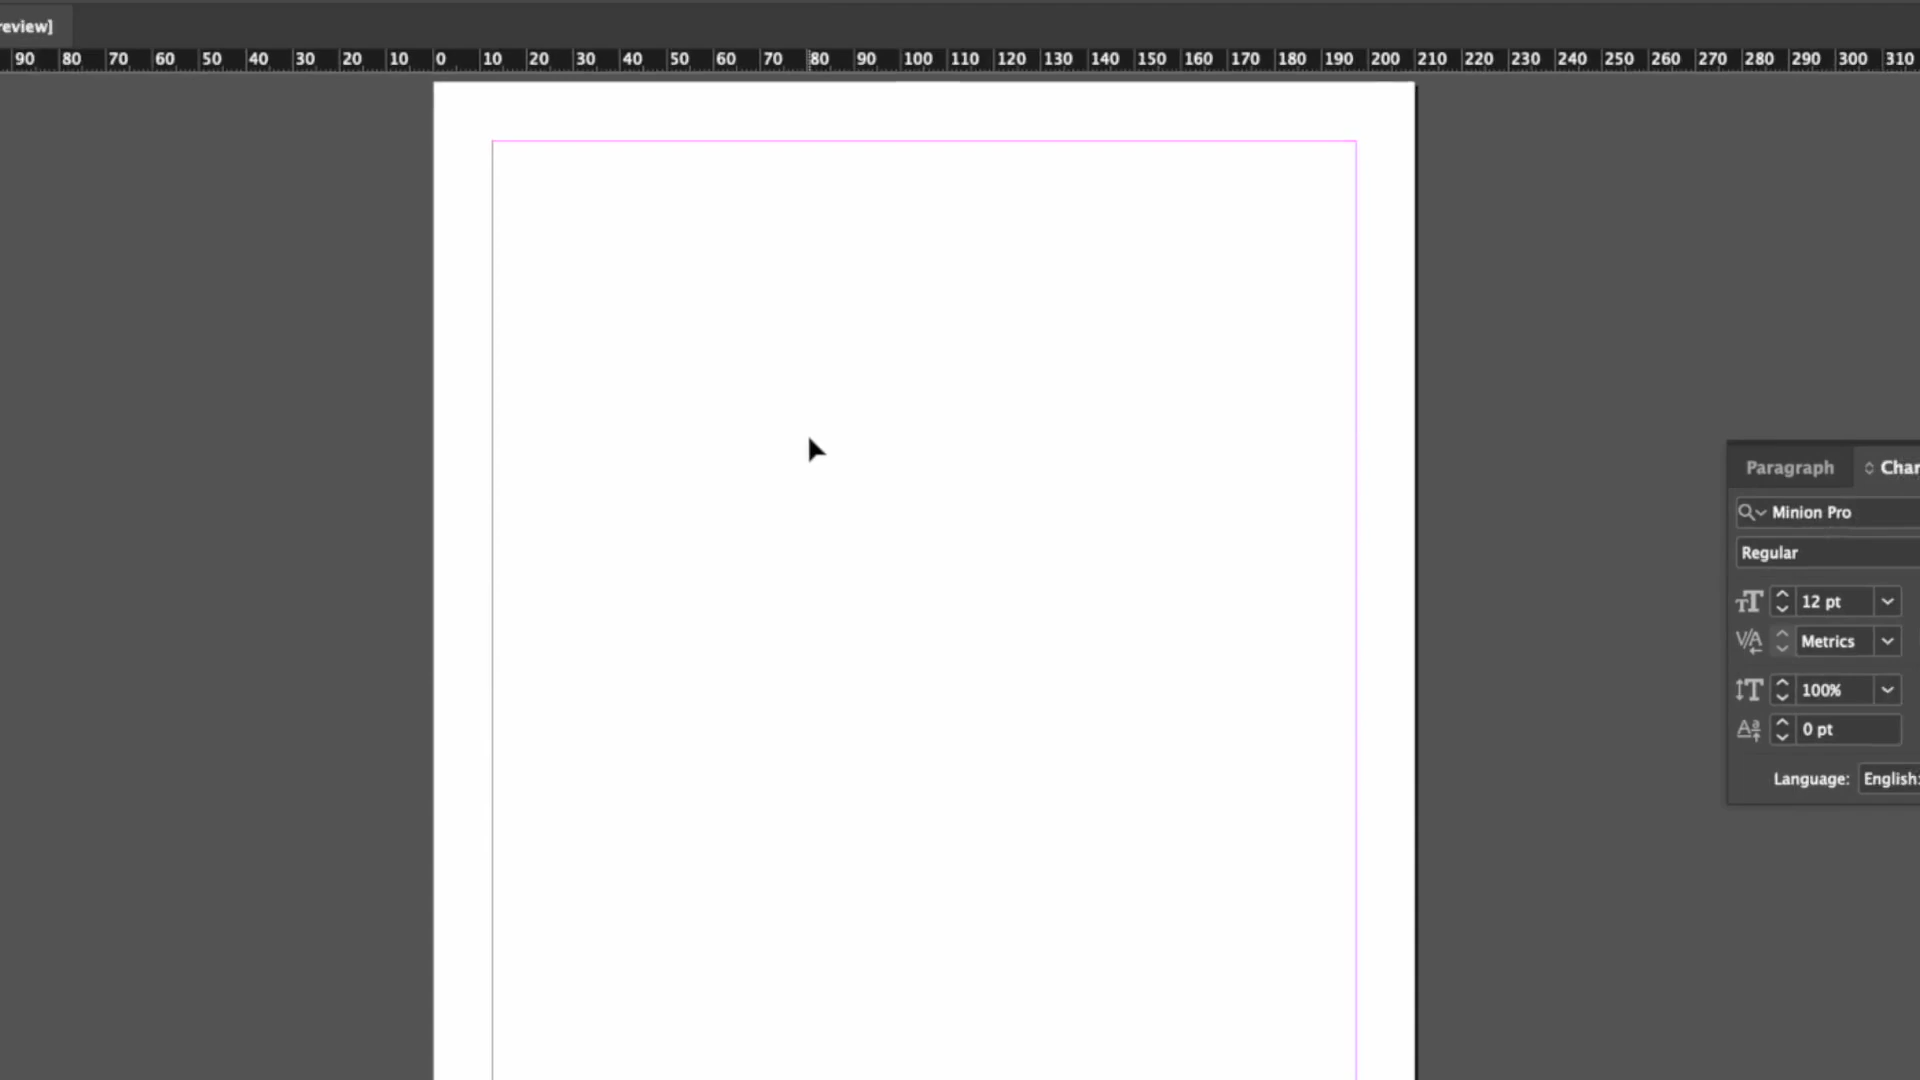 review]
90 80 70 60 50 40 30 20 10 0 10 20 30 40 50 60 70 80 90 100 110 120 130 140 150 160 170 180 190 200 210 220 230 240 250 260 270 280 290 300 310
Paragraph Char
Minion Pro
Regular
12 pt
Metrics
100%
0 pt
Language: English: